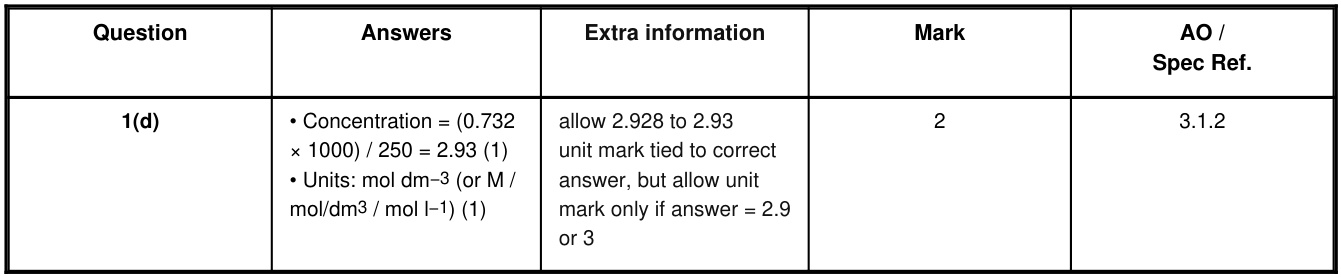 Question Answers Extra information Mark AO /
Spec Ref.
1(d)
• Concentration = (0.732
× 1000) / 250 = 2.93 (1)
• Units: mol dm–3 (or M /
mol/dm3 / mol l–1) (1)
allow 2.928 to 2.93
unit mark tied to correct
answer, but allow unit
mark only if answer = 2.9
or 3
2
3.1.2